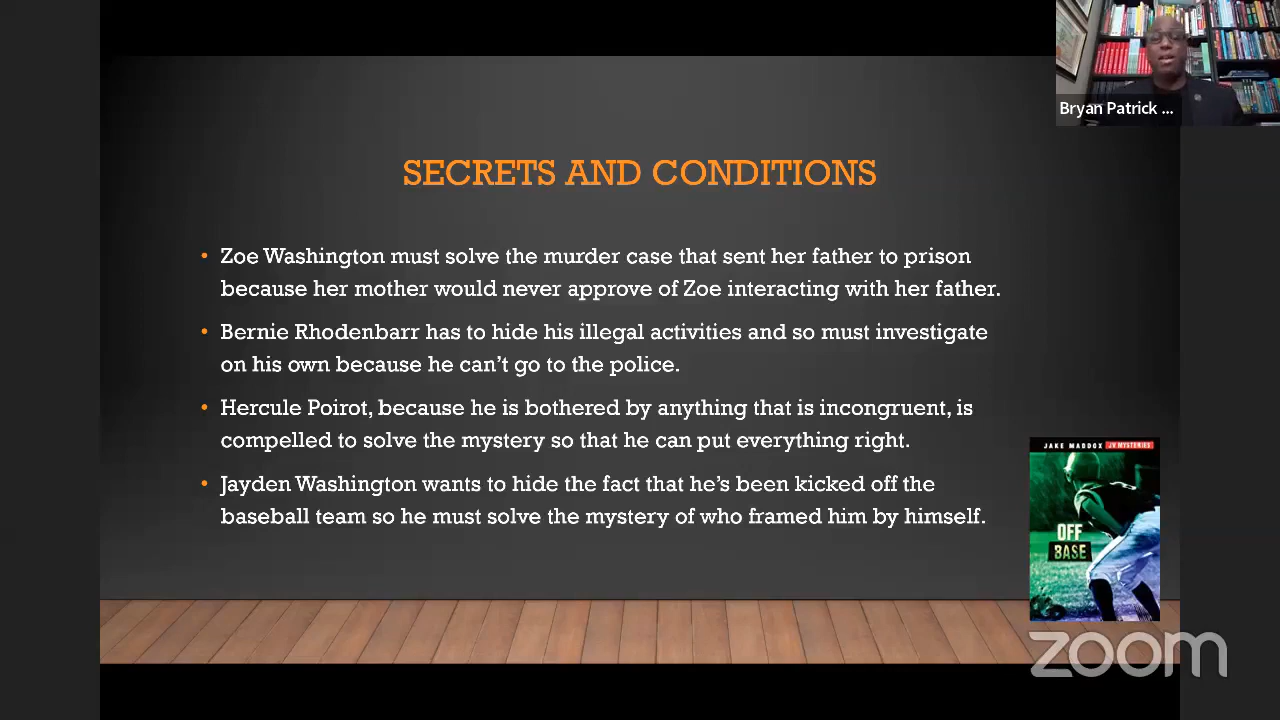 Bryan Patrick ...
SECRETS AND CONDITIONS
• Zoe Washington must solve the murder case that sent her father to prison
because her mother would never approve of Zoe interacting with her father.
• Bernie Rhodenbarr has to hide his illegal activities and so must investigate
on his own because he can't go to the police.
• Hercule Poirot, because he is bothered by anything that is incongruent, is
compelled to solve the mystery so that he can put everything right.
• Jayden Washington wants to hide the fact that he's been kicked off the
baseball team so he must solve the mystery of who framed him by himself.
JAKE MADDOX JV MYSTERIES
OFF
BASE
zoom